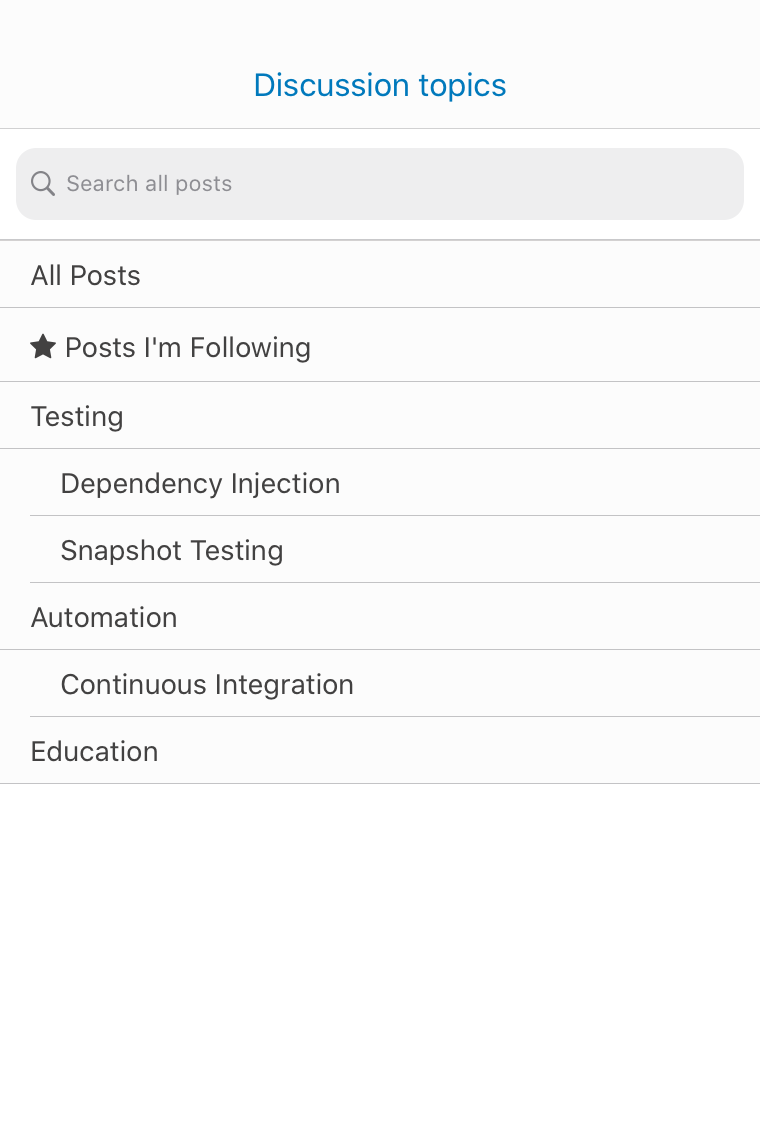 Discussion topics
Search all posts
All Posts
Posts I'm Following
Testing
Dependency Injection
Snapshot Testing
Automation
Continuous Integration
Education